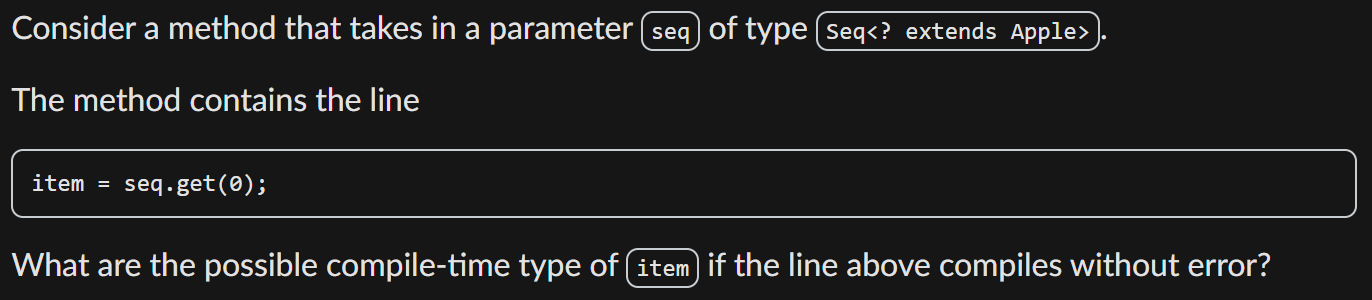 Consider a method that takes in a parameter seq of type Seq<? extends Apple>.
The method contains the line
item = seq.get(0);
What are the possible compile-time type of item if the line above compiles without error?